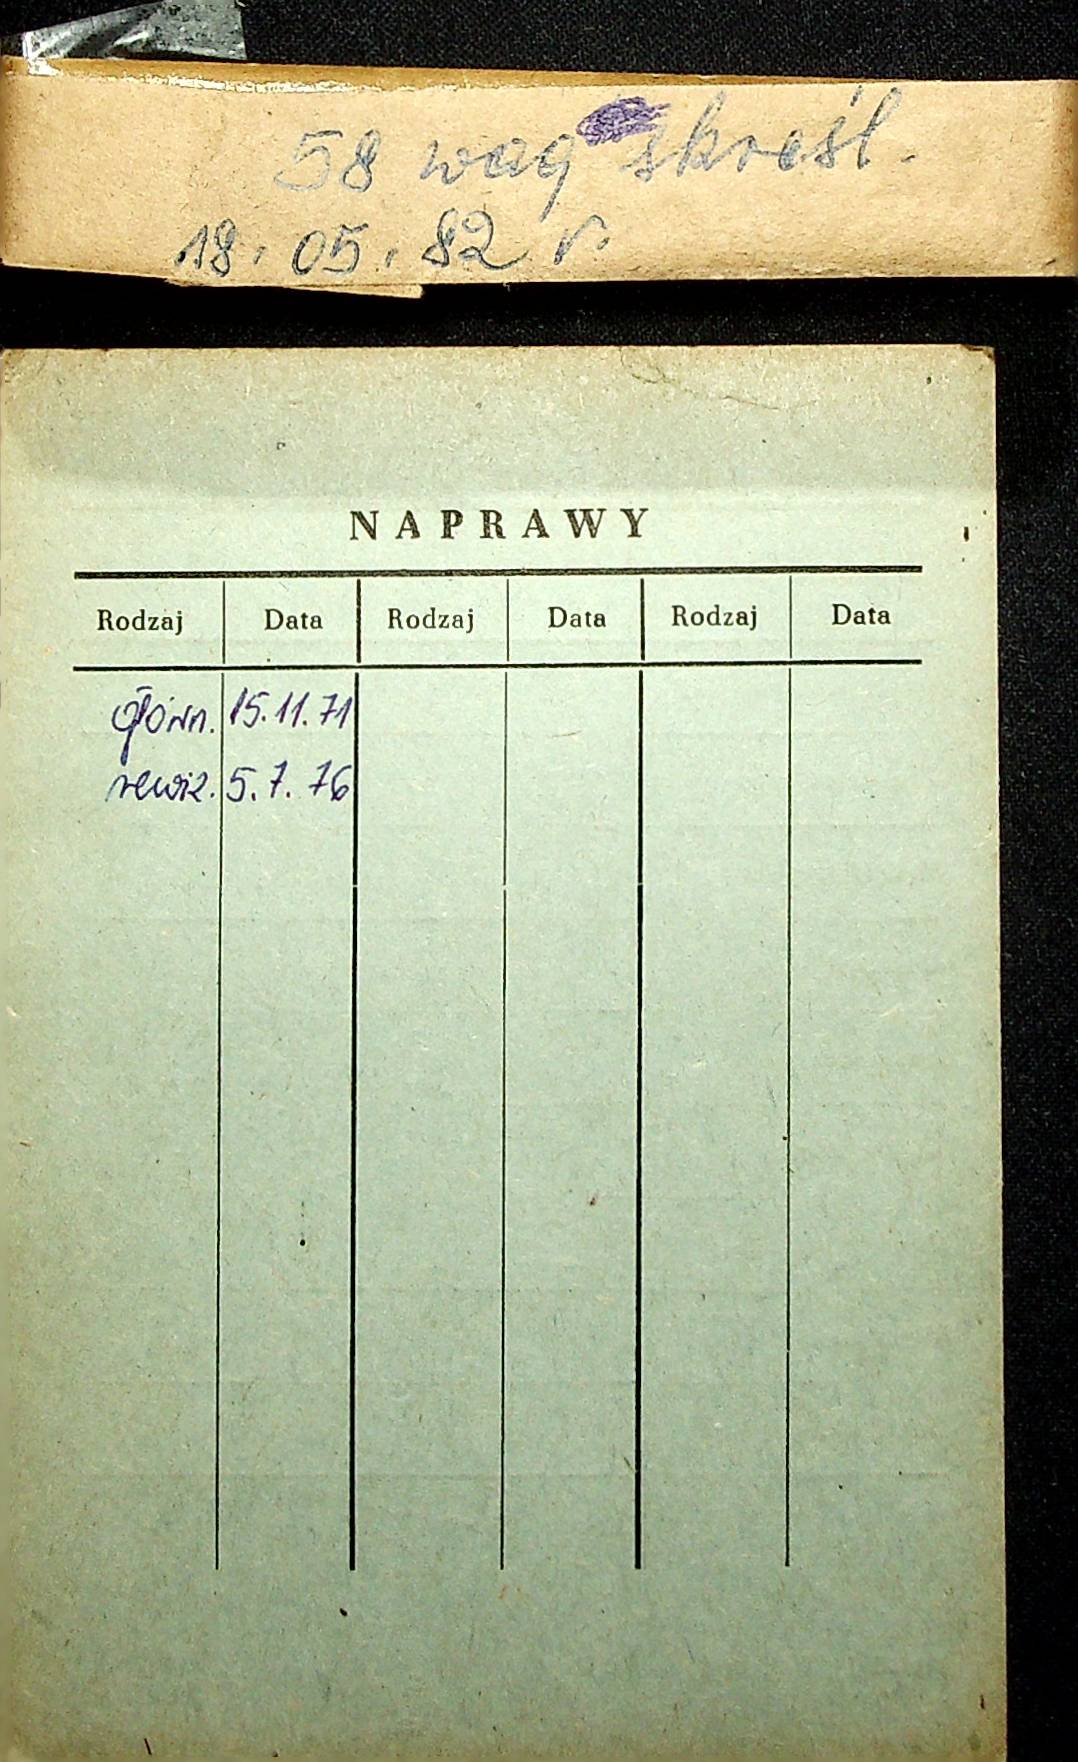 58 wag skreśl.
18.05.82 r.
NAPRAWY
Rodzaj Data Rodzaj Data Rodzaj Data
główn. 15.11.71
rewiz. 5.7.76